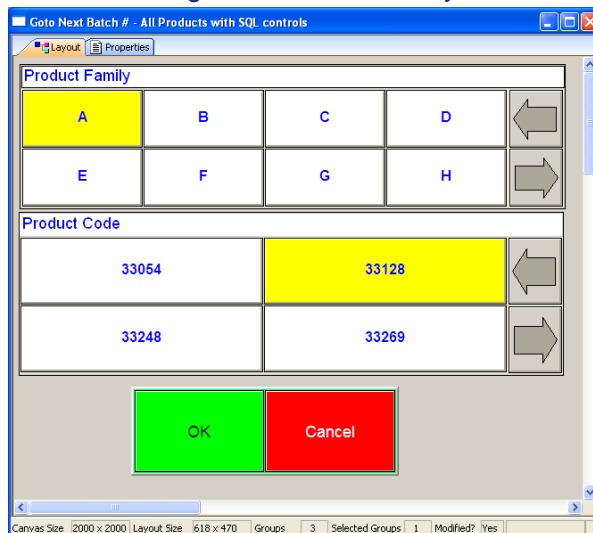 Goto Next Batch # - All Products with SQL controls
Layout Properties
Product Family
A B C D
E F G H
Product Code
33054 33128
33248 33269
OK Cancel
Canvas Size 2000 x 2000 Layout Size 618 x 470 Groups 3 Selected Groups 1 Modified? Yes